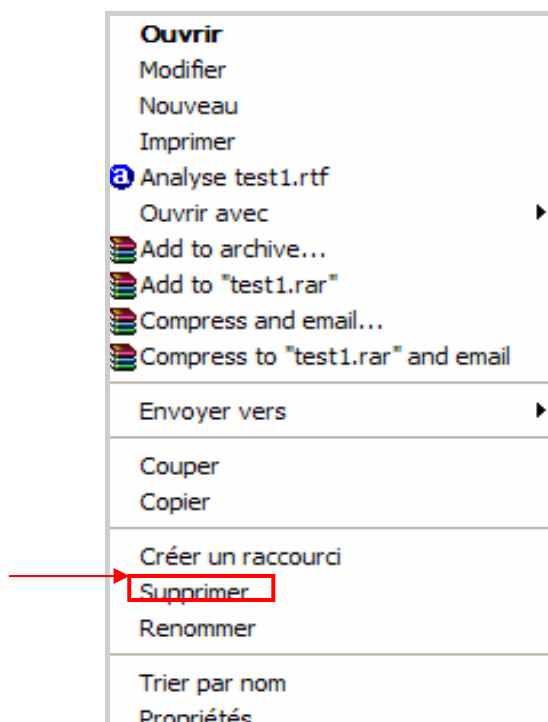 Ouvrir
Modifier
Nouveau
Imprimer
a Analyse test1.rtf
Ouvrir avec
Add to archive...
Add to "test1.rar"
Compress and email...
Compress to "test1.rar" and email
Envoyer vers
Couper
Copier
Créer un raccourci
Supprimer
Renommer
Trier par nom
Propriétés